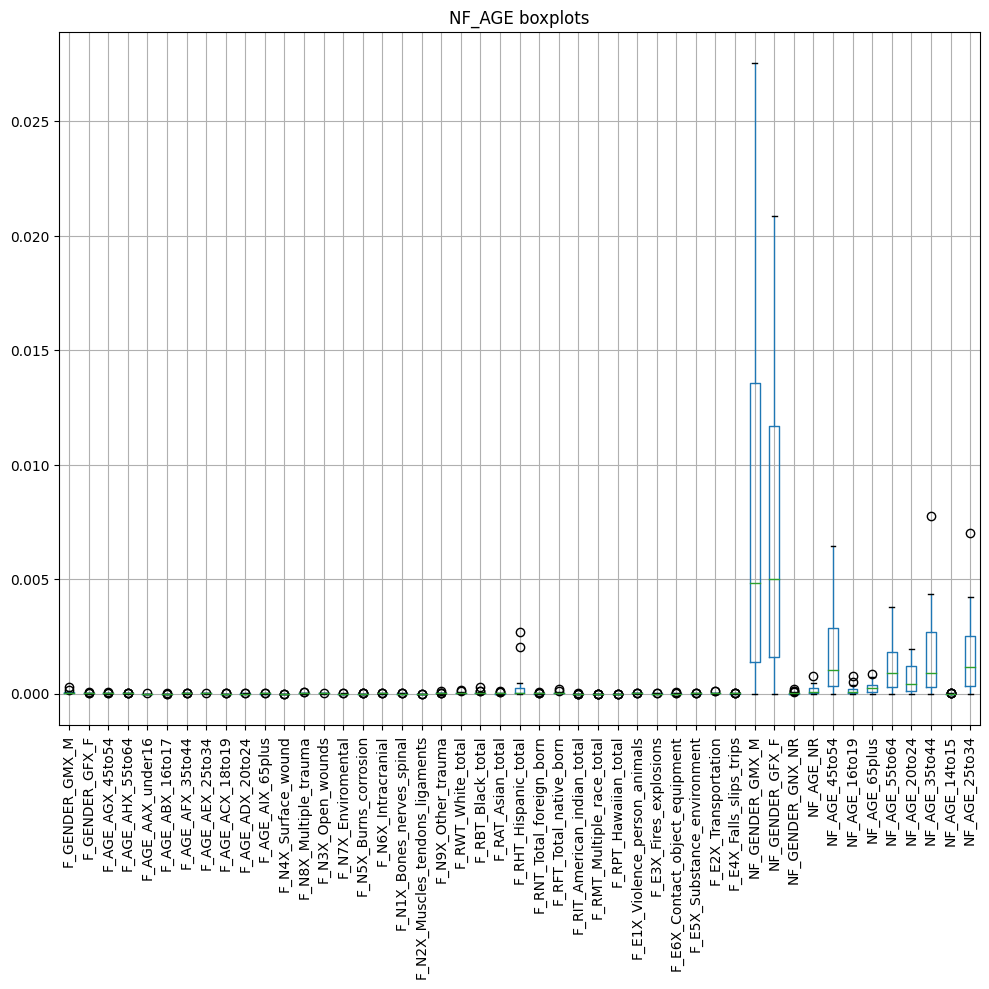 NF_AGE boxplots
0.025
0.020
0.015
0.010
0.005
0.000
F_GENDER_GMX_M
F_GENDER_GFX_F
F_AGE_AGX_45to54
F_AGE_AHX_55to64
F_AGE_AAX_under16
F_AGE_ABX_16to17
F_AGE_AFX_35to44
F_AGE_AEX_25to34
F_AGE_ACX_18to19
F_AGE_ADX_20to24
F_AGE_AIX_65plus
F_N4X_Surface_wound
F_N8X_Multiple_trauma
F_N3X_Open_wounds
F_N7X_Enviromental
F_N5X_Burns_corrosion
F_N6X_Intracranial
F_N1X_Bones_nerves_spinal
F_N2X_Muscles_tendons_ligaments
F_N9X_Other_trauma
F_RWT_White_total
F_RBT_Black_total
F_RAT_Asian_total
F_RHT_Hispanic_total
F_RNT_Total_foreign_born
F_RFT_Total_native_born
F_RIT_American_indian_total
F_RMT_Multiple_race_total
F_RPT_Hawaiian_total
F_E1X_Violence_person_animals
F_E3X_Fires_explosions
F_E6X_Contact_object_equipment
F_E5X_Substance_environment
F_E2X_Transportation
F_E4X_Falls_slips_trips
NF_GENDER_GMX_M
NF_GENDER_GFX_F
NF_GENDER_GNX_NR
NF_AGE_NR
NF_AGE_45to54
NF_AGE_16to19
NF_AGE_65plus
NF_AGE_55to64
NF_AGE_20to24
NF_AGE_35to44
NF_AGE_14to15
NF_AGE_25to34